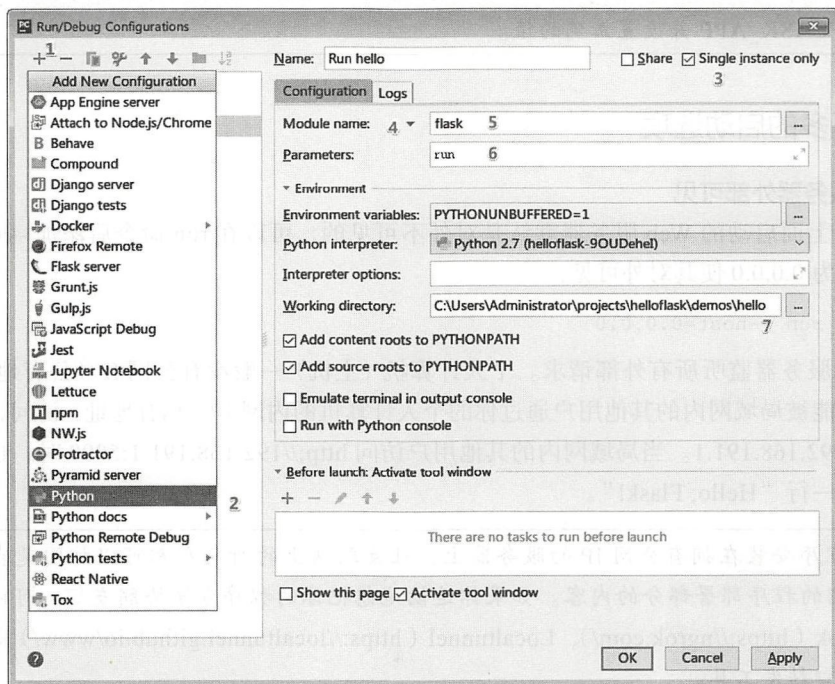 Run/Debug Configurations
1
Name: Run hello
Share
Single instance only
3
Add New Configuration
App Engine server
Attach to Node.js/Chrome
Behave
Compound
Django server
Django tests
Docker
Firefox Remote
Flask server
Grunt.js
Gulp.js
JavaScript Debug
Jest
Jupyter Notebook
Lettuce
npm
NW.js
Protractor
Pyramid server
Python
2
Python docs
Python Remote Debug
Python tests
React Native
Tox
Configuration
Logs
Module name: 4 flask 5 ...
Parameters: run 6
Environment
Environment variables: PYTHONUNBUFFERED=1 ...
Python interpreter: Python 2.7 (helloflask-9OUDehel)
Interpreter options:
Working directory: C:\Users\Administrator\projects\helloflask\demos\hello ...
7
Add content roots to PYTHONPATH
Add source roots to PYTHONPATH
Emulate terminal in output console
Run with Python console
Before launch: Activate tool window
There are no tasks to run before launch
Show this page
Activate tool window
?
OK
Cancel
Apply